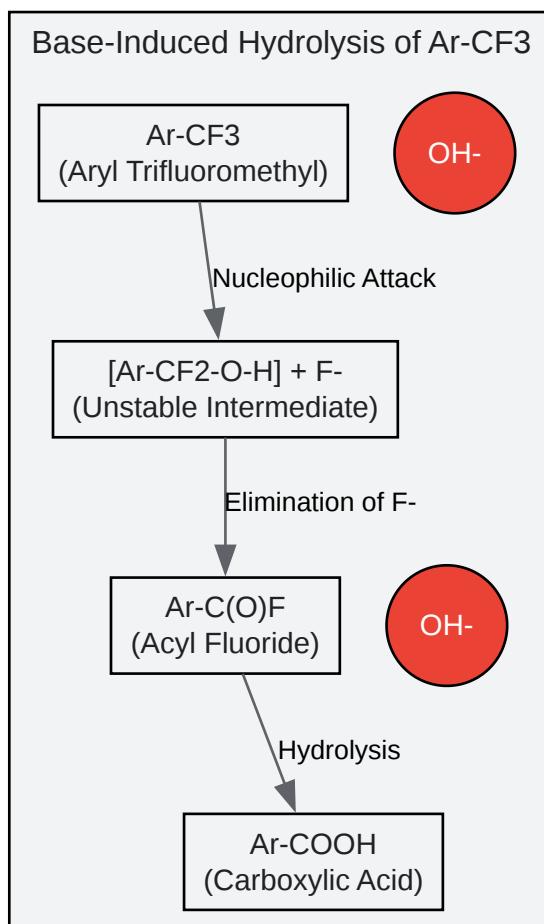 Base-Induced Hydrolysis of Ar-CF3
Ar-CF3
(Aryl Trifluoromethyl)
OH-
Nucleophilic Attack
[Ar-CF2-O-H] + F-
(Unstable Intermediate)
Elimination of F-
Ar-C(O)F
(Acyl Fluoride)
OH-
Hydrolysis
Ar-COOH
(Carboxylic Acid)